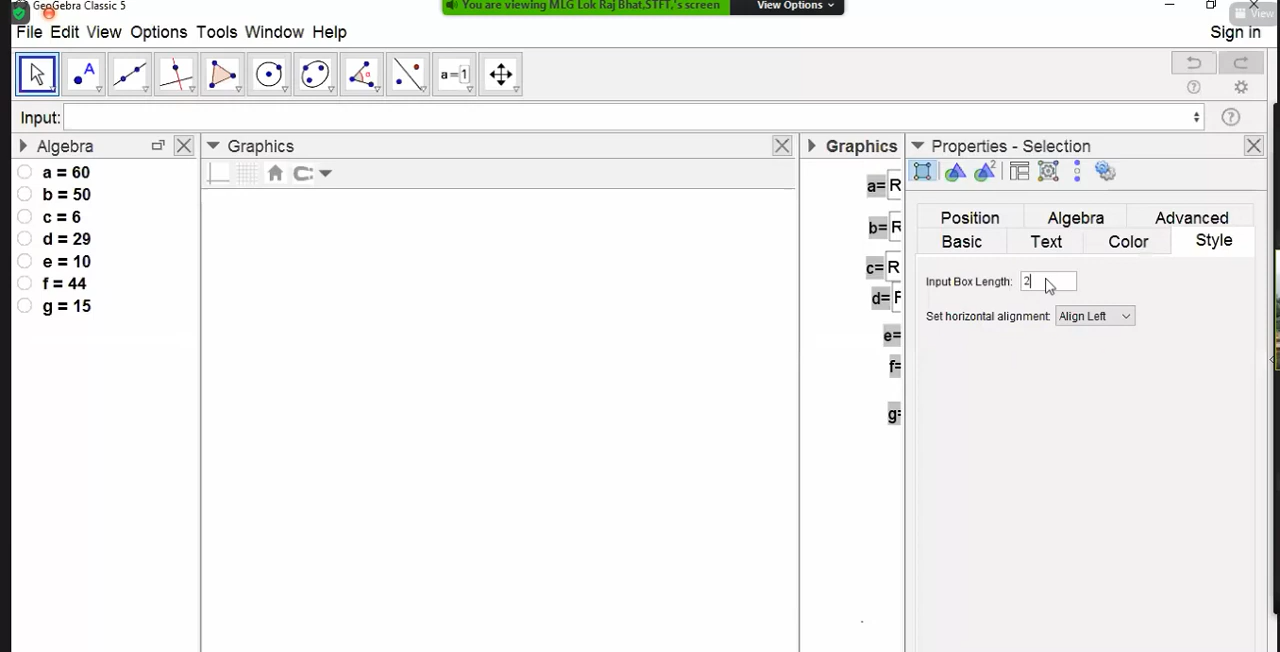 GeoGebra Classic 5
You are viewing MLG Lok Raj Bhat,STFT,'s screen
View Options
View
File Edit View Options Tools Window Help
Sign in
A
a=1
Input:
Algebra
Graphics
Graphics
Properties - Selection
a = 60
b = 50
c = 6
d = 29
e = 10
f = 44
g = 15
a= R
b= R
c= R
d= F
e=
f=
g=
Position Algebra Advanced
Basic Text Color Style
Input Box Length: 2
Set horizontal alignment: Align Left